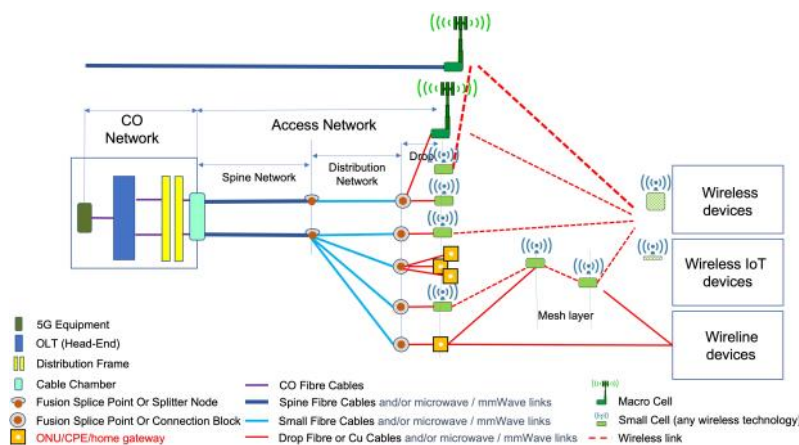 CO
Network
Access Network
Drop
Spine Network
Distribution
Network
Wireless
devices
Wireless IoT
devices
Mesh layer
Wireline
devices
5G Equipment
OLT (Head-End)
Distribution Frame
Cable Chamber
CO Fibre Cables
Fusion Splice Point Or Splitter Node
Spine Fibre Cables and/or microwave / mmWave links
Macro Cell
Fusion Splice Point Or Connection Block
Small Fibre Cables and/or microwave / mmWave links
Small Cell (any wireless technology)
ONU/CPE/home gateway
Drop Fibre or Cu Cables and/or microwave / mmWave links
Wireless link